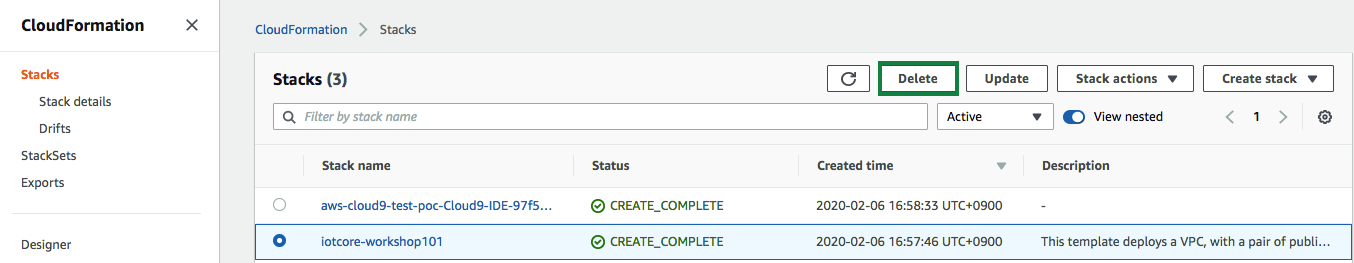 CloudFormation
CloudFormation Stacks
Stacks
Stack details
Drifts
StackSets
Exports
Designer
Stacks (3)
Delete Update Stack actions Create stack
Filter by stack name Active View nested 1
Stack name Status Created time Description
aws-cloud9-test-poc-Cloud9-IDE-97f5... CREATE_COMPLETE 2020-02-06 16:58:33 UTC+0900 -
iotcore-workshop101 CREATE_COMPLETE 2020-02-06 16:57:46 UTC+0900 This template deploys a VPC, with a pair of publi...